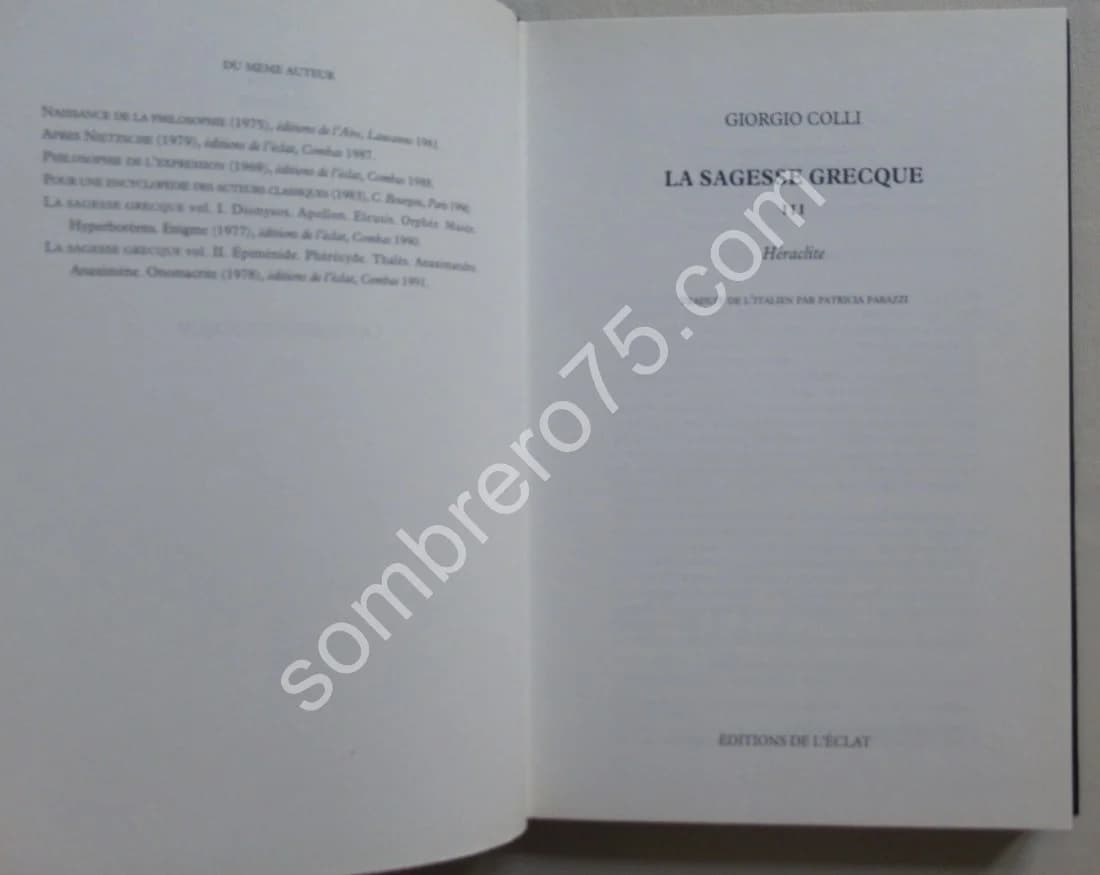 DU MÊME AUTEUR
NAISSANCE DE LA PHILOSOPHIE (1975), éditions de l'Aire, Lausanne 1981.
APRÈS NIETZSCHE (1979), éditions de l'éclat, Combas 1987.
PHILOSOPHIE DE L'EXPRESSION (1969), éditions de l'éclat, Combas 1988.
POUR UNE ENCYCLOPÉDIE DES AUTEURS CLASSIQUES (1983), C. Bourgois, Paris 1990.
LA SAGESSE GRECQUE vol. I. Dionysos. Apollon. Eleusis. Orphée. Musée.
Hyperboréens. Enigme (1977), éditions de l'éclat, Combas 1990.
LA SAGESSE GRECQUE vol. II. Épiménide. Phérécyde. Thalès. Anaximandre.
Anaximène. Onomacrite (1978), éditions de l'éclat, Combas 1991.
GIORGIO COLLI
LA SAGESSE GRECQUE
III
Héraclite
DE L'ITALIEN PAR PATRICIA FARAZZI
ÉDITIONS DE L'ÉCLAT
sombrero75.com